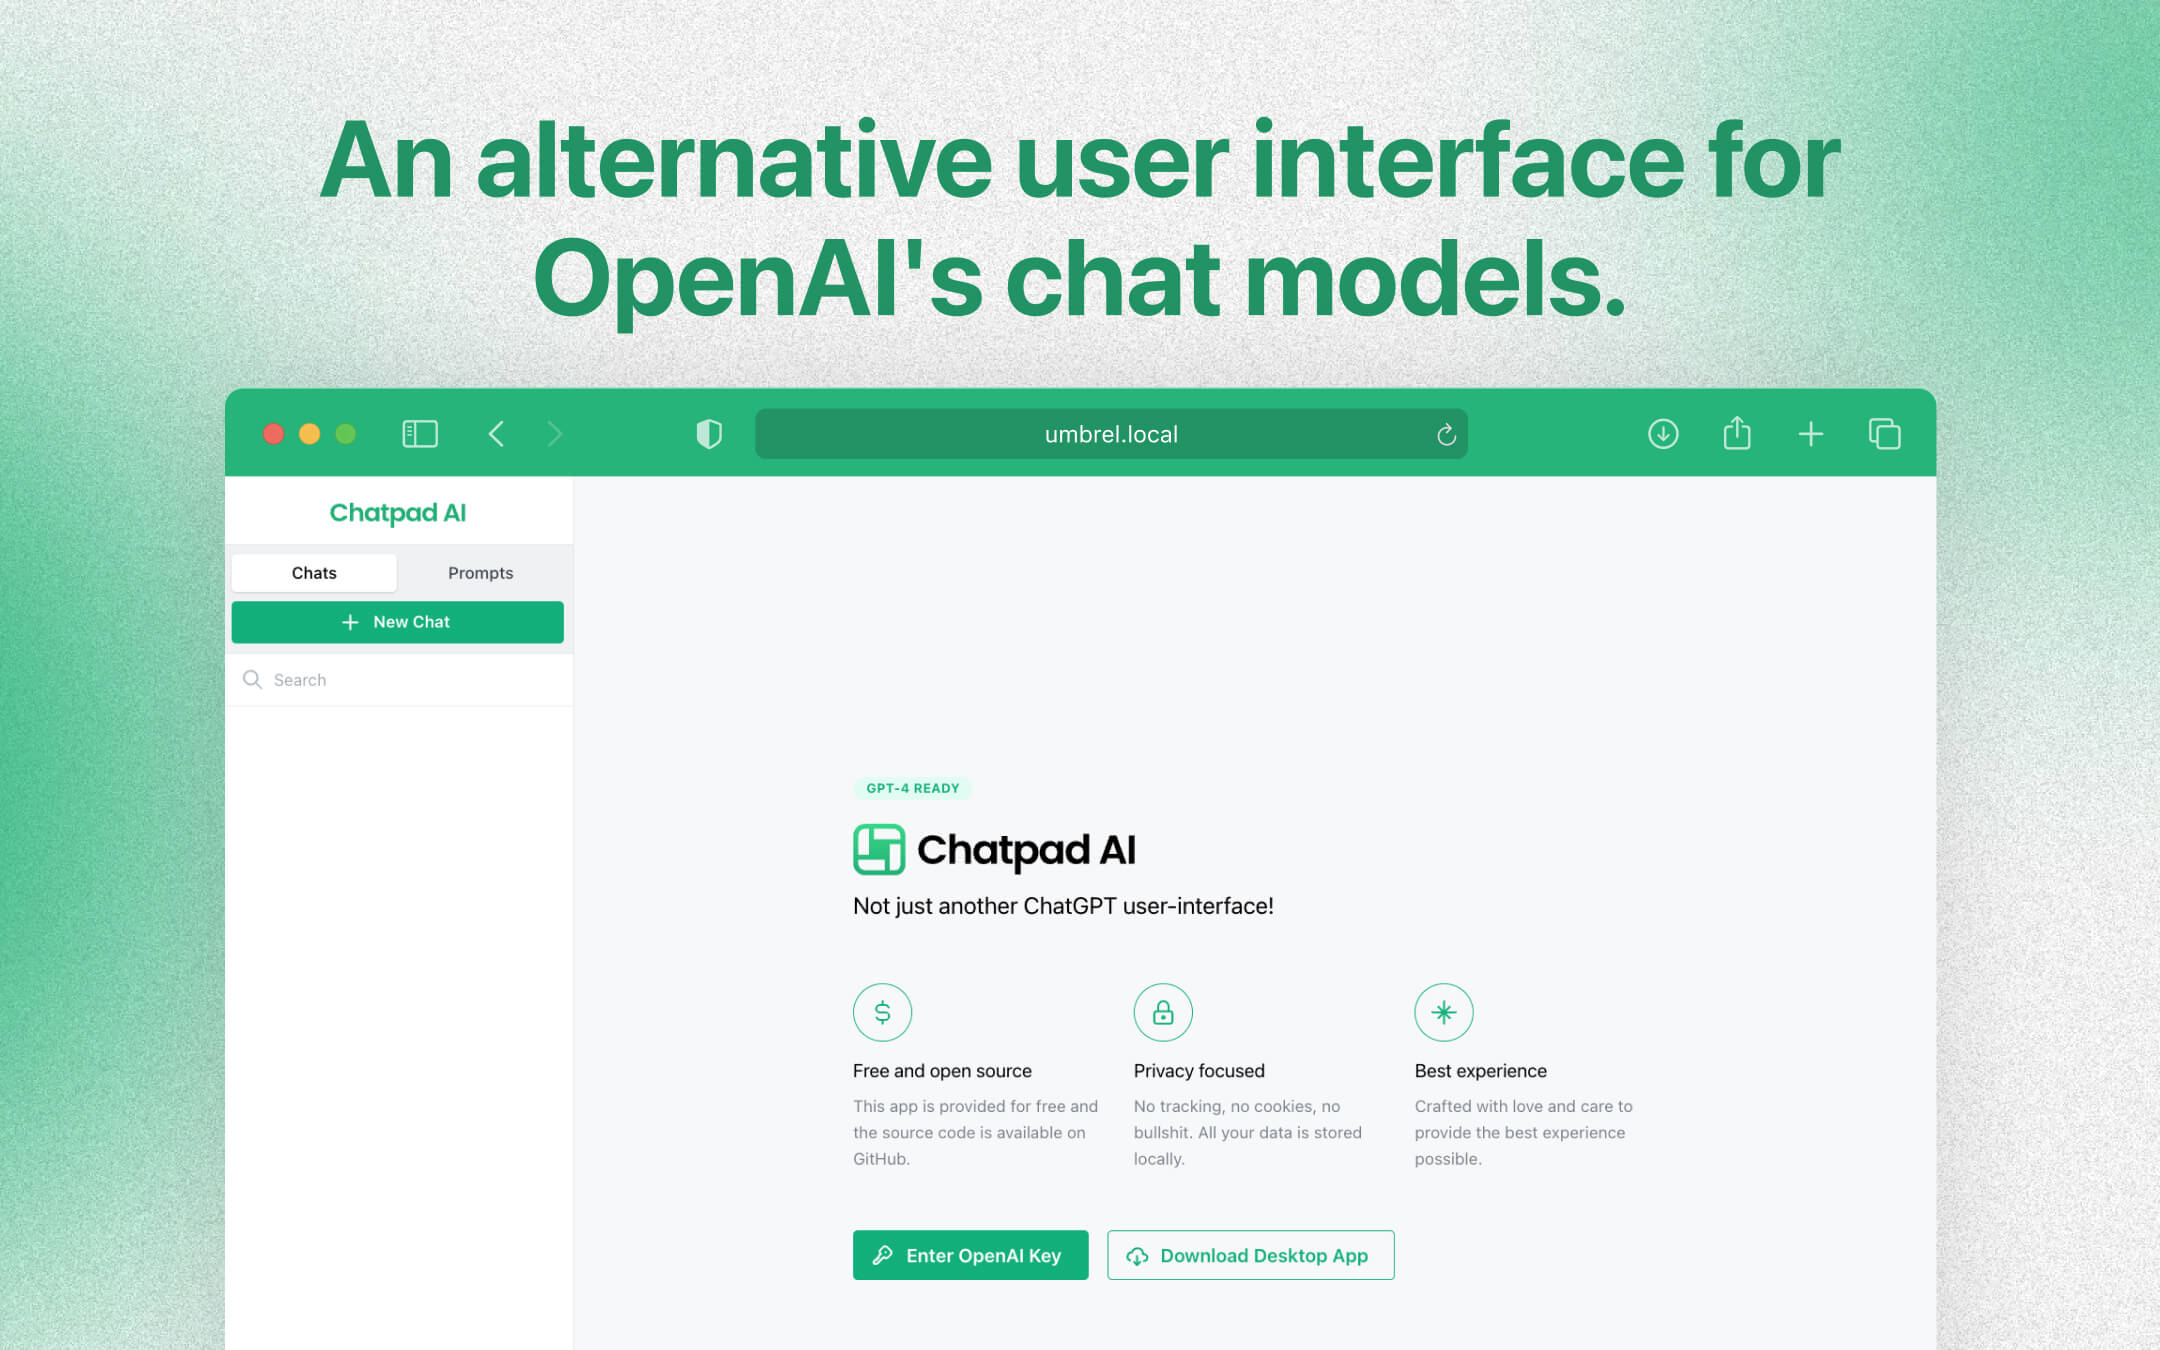 An alternative user interface for
OpenAI's chat models.
umbrel.local
Chatpad AI
Chats
Prompts
New Chat
Search
GPT-4 READY
Chatpad AI
Not just another ChatGPT user-interface!
Free and open source
This app is provided for free and
the source code is available on
GitHub.
Privacy focused
No tracking, no cookies, no
bullshit. All your data is stored
locally.
Best experience
Crafted with love and care to
provide the best experience
possible.
Enter OpenAI Key
Download Desktop App